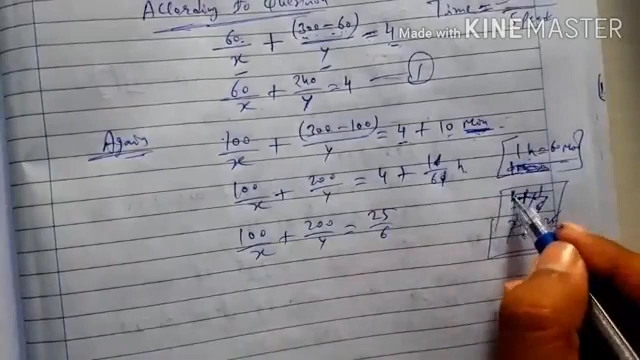 According To Question
Time =
60/x + (300-60)/y = 4
Made with KINEMASTER
60/x + 240/y = 4 — ①
Again 100/x + (300-100)/y = 4 + 10 Min
1 h = 60 Min
100/x + 200/y = 4 + 10/60 h
100/x + 200/y = 25/6